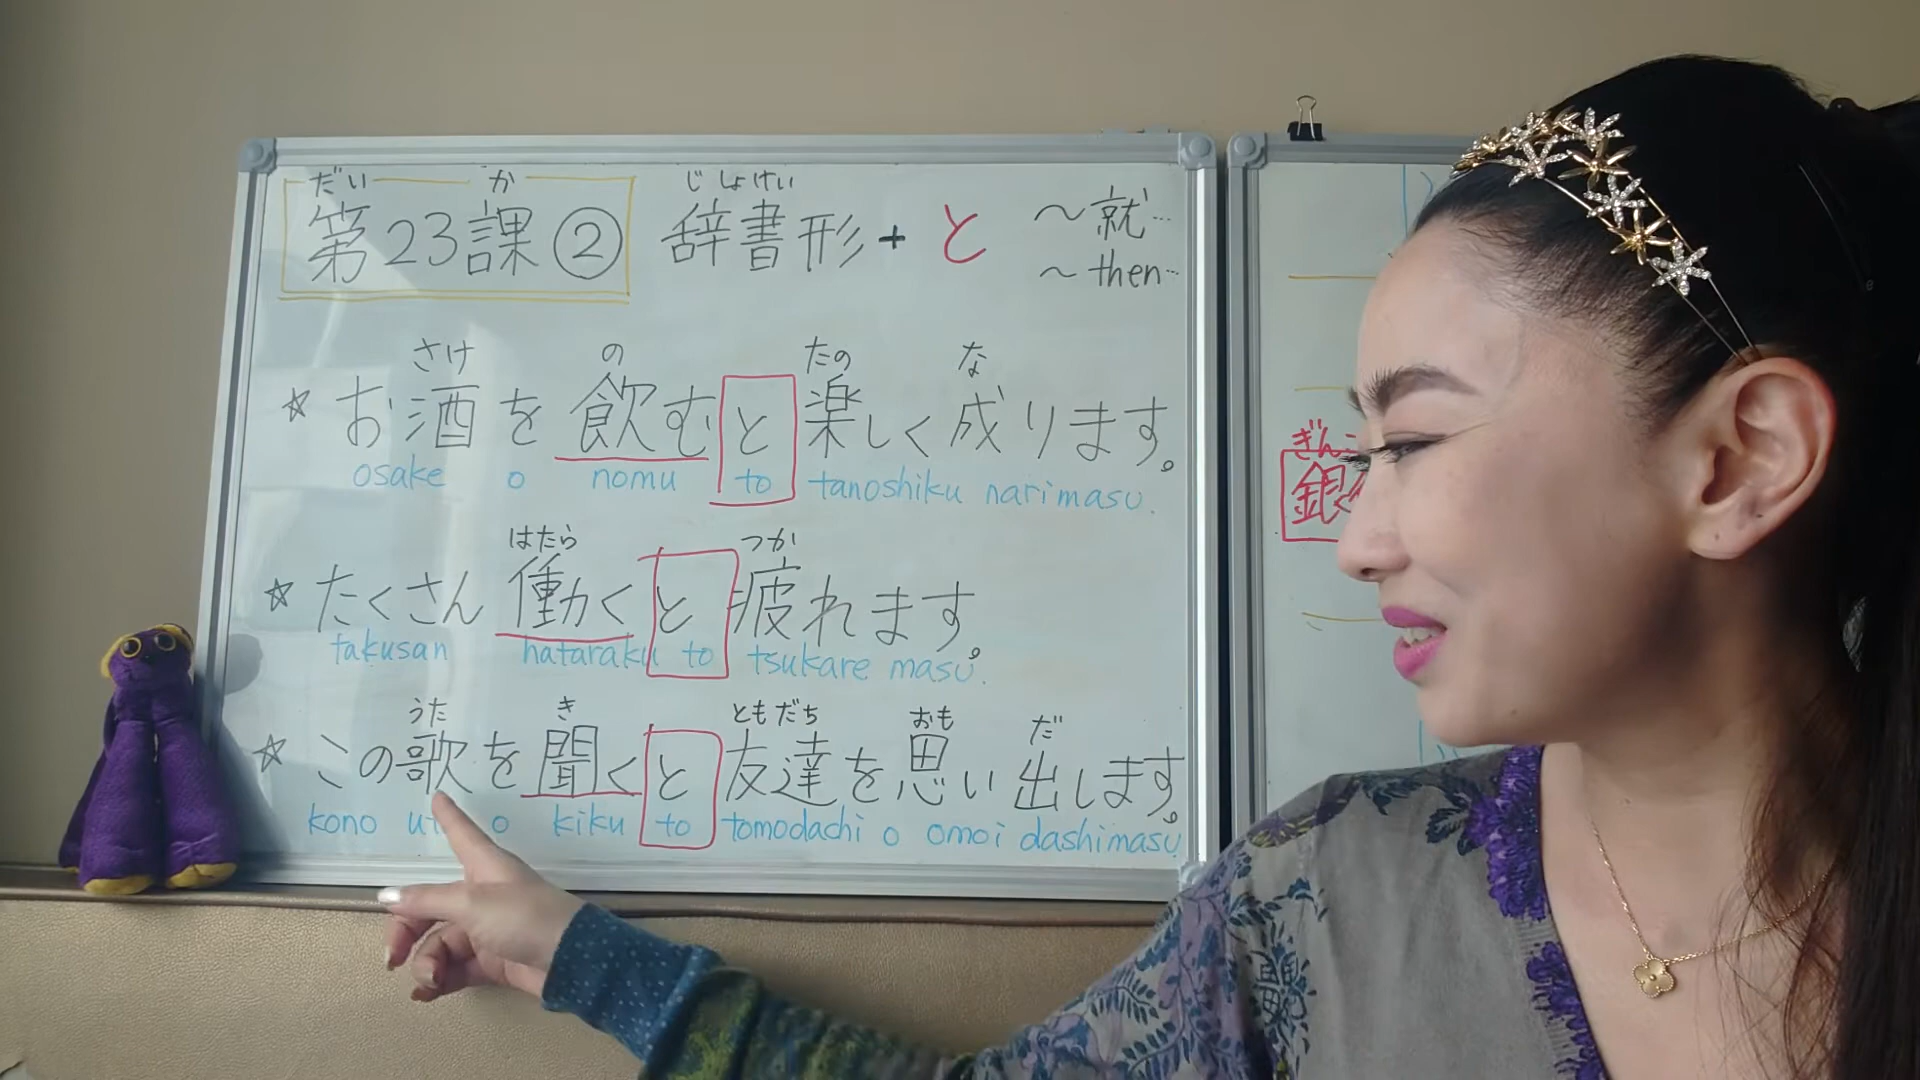 だい か じしょけい
第23課② 辞書形+と ~就…
~then…
さけ の たの な
☆お酒を飲むと楽しく成ります。
osake o nomu to tanoshiku narimasu.
はたら つか
☆たくさん働くと疲れます。
takusan hataraku to tsukare masu.
うた き ともだち おも だ
☆この歌を聞くと友達を思い出します。
kono o kiku to tomodachi o omoi dashimasu.
ぎん
銀